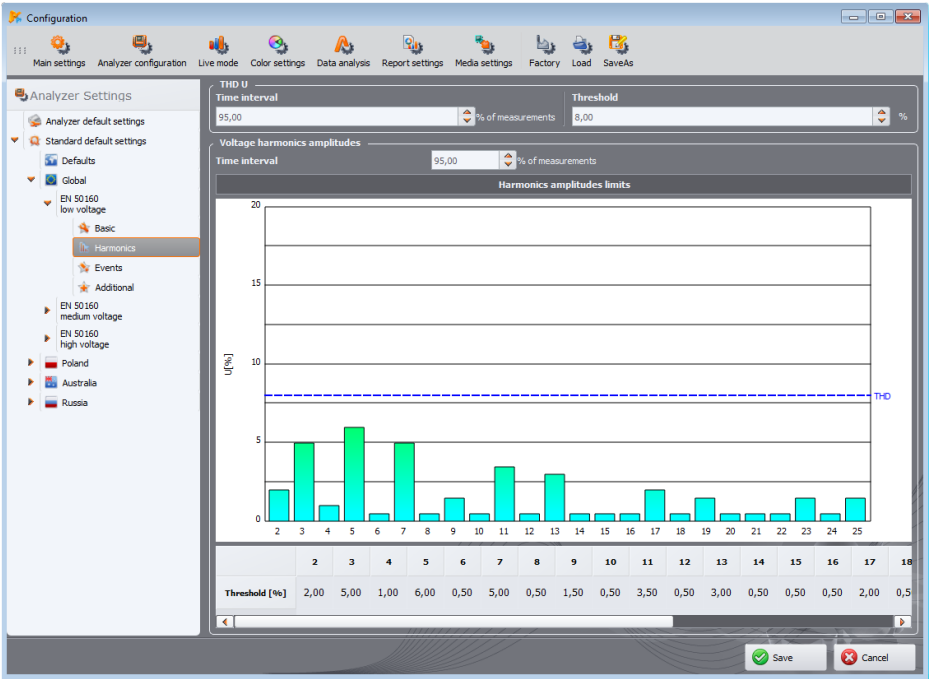 Configuration
Main settings Analyzer configuration Live mode Color settings Data analysis Report settings Media settings Factory Load SaveAs
Analyzer Settings
Analyzer default settings
Standard default settings
Defaults
Global
EN 50160
low voltage
Basic
Harmonics
Events
Additional
EN 50160
medium voltage
EN 50160
high voltage
Poland
Australia
Russia
THD U
Time interval
95,00 % of measurements
Threshold
8,00 %
Voltage harmonics amplitudes
Time interval 95,00 % of measurements
Harmonics amplitudes limits
20
15
10
5
0
U[%]
THD
2 3 4 5 6 7 8 9 10 11 12 13 14 15 16 17 18 19 20 21 22 23 24 25
2 3 4 5 6 7 8 9 10 11 12 13 14 15 16 17 18
Threshold [%] 2,00 5,00 1,00 6,00 0,50 5,00 0,50 1,50 0,50 3,50 0,50 3,00 0,50 0,50 0,50 2,00 0,5
Save Cancel